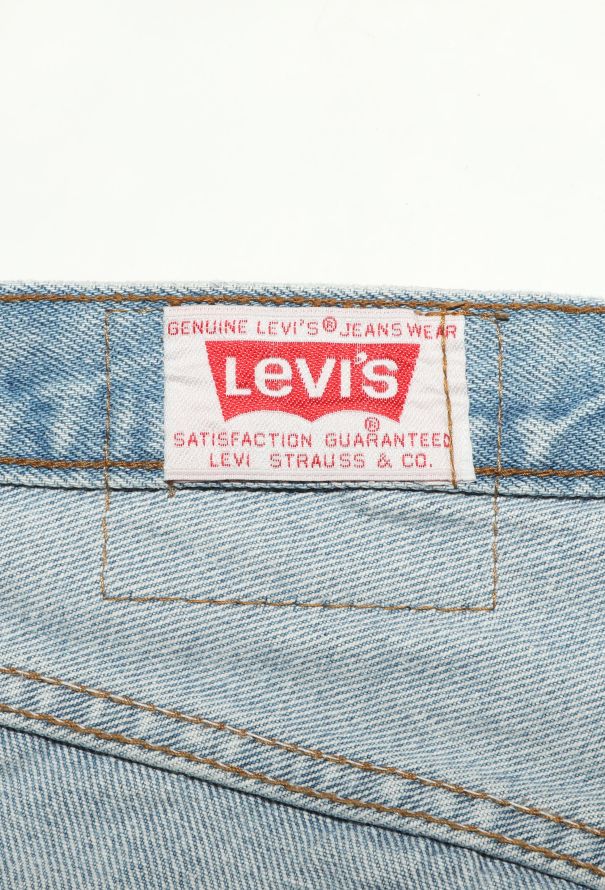 GENUINE LEVI'S® JEANS WEAR
LEVI'S
®
SATISFACTION GUARANTEED
LEVI STRAUSS & CO.